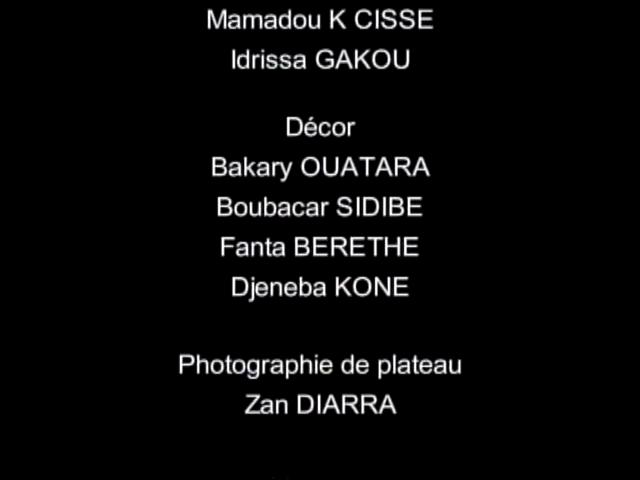 Mamadou K CISSE
Idrissa GAKOU
Décor
Bakary OUATARA
Boubacar SIDIBE
Fanta BERETHE
Djeneba KONE
Photographie de plateau
Zan DIARRA